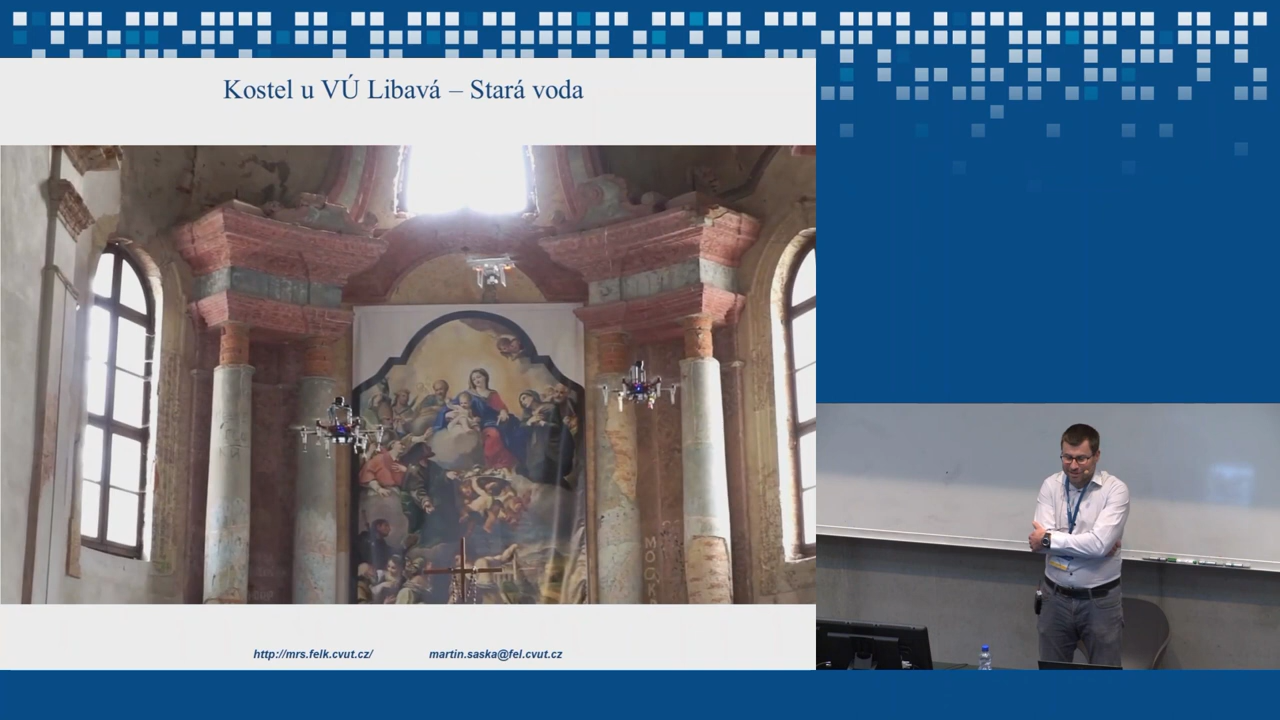 Kostel u VÚ Libavá – Stará voda
http://mrs.felk.cvut.cz/ martin.saska@fel.cvut.cz